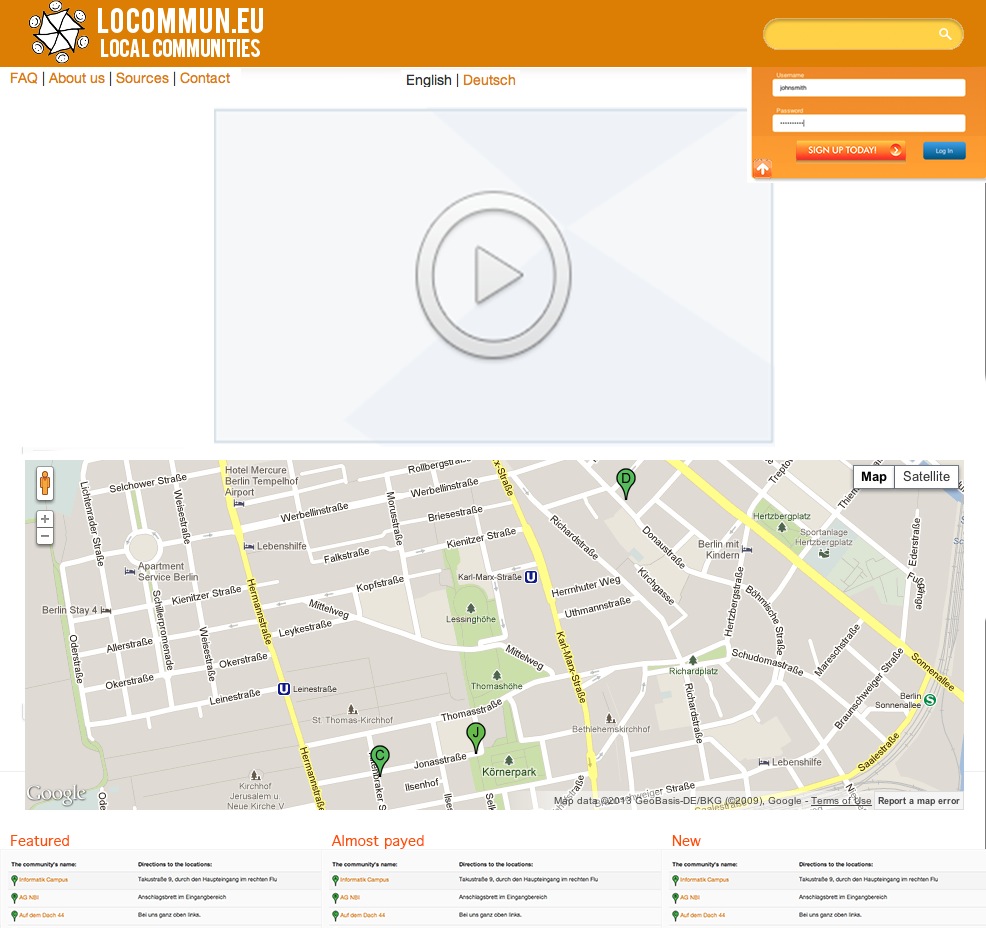 LOCOMMUN.EU
LOCAL COMMUNITIES
FAQ | About us | Sources | Contact
English | Deutsch
Username
johnsmith
Password
SIGN UP TODAY!
Log In
Map
Satellite
Hotel Mercure
Berlin Tempelhof
Airport
Rollbergstraße
Selchower Straße
Lichtenrader Straße
Weisestraße
Werbellinstraße
Werbellinstraße
Morusstraße
Briesestraße
Kienitzer Straße
Lebenshilfe
Falkstraße
Apartment
Service Berlin
Kopfstraße
Karl-Marx-Straße
Kienitzer Straße
Berlin Stay 4
Schillerpromenade
Hermannstraße
Mittelweg
Leykestraße
Lessinghöhe
Allerstraße
Weisestraße
Okerstraße
Okerstraße
Oderstraße
Leinestraße
Leinestraße
Mittelweg
Thomashöhe
Thomasstraße
St. Thomas-Kirchhof
Jonasstraße
Ilsenhof
Körnerpark
Hermannstraße
Kirchhof
Jerusalem u
Neue Kirche V
Google
D
J
C
Richardstraße
Donaustraße
Kirchgasse
Herrnhuter Weg
Uthmannstraße
Karl-Marx-Straße
Berlin mit
Kindern
Hertzbergplatz
Sportanlage
Hertzbergplatz
Hertzbergstraße
Böhmische Straße
Ederstraße
Mareschstraße
Schudomastraße
Richardplatz
Richardstraße
Braunschweiger Straße
Sonnenallee
Berlin
Sonnenallee
Saalestraße
Bethlehemskirchhof
Lebenshilfe
Map data ©2013 GeoBasis-DE/BKG (©2009), Google - Terms of Use
Report a map error
Featured
The community's name: Directions to the locations:
Informatik Campus Takustraße 9, durch den Haupteingang im rechten Flu
AG NBI Anschlagsbrett im Eingangbereich
Auf dem Dach 44 Bei uns ganz oben links.
Almost payed
The community's name: Directions to the locations:
Informatik Campus Takustraße 9, durch den Haupteingang im rechten Flu
AG NBI Anschlagsbrett im Eingangbereich
Auf dem Dach 44 Bei uns ganz oben links.
New
The community's name: Directions to the locations:
Informatik Campus Takustraße 9, durch den Haupteingang im rechten Flu
AG NBI Anschlagsbrett im Eingangbereich
Auf dem Dach 44 Bei uns ganz oben links.